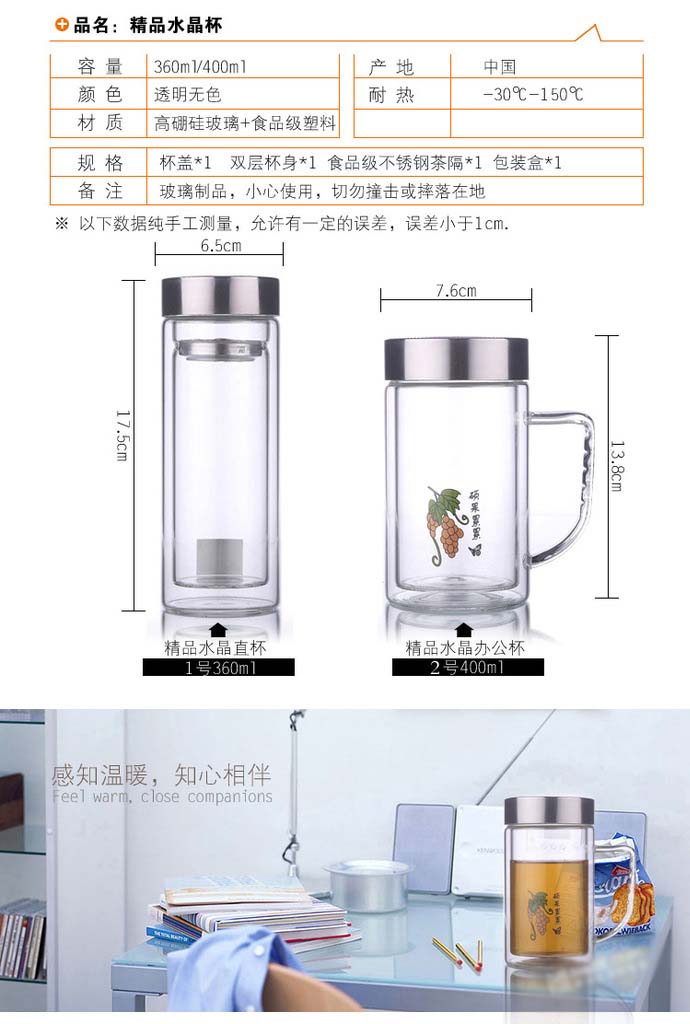 品名：精品水晶杯
容 量 360ml/400ml 产 地 中国
颜 色 透明无色 耐 热 -30℃-150℃
材 质 高硼硅玻璃+食品级塑料
规 格 杯盖*1 双层杯身*1 食品级不锈钢茶隔*1 包装盒*1
备 注 玻璃制品，小心使用，切勿撞击或摔落在地
※ 以下数据纯手工测量，允许有一定的误差，误差小于1cm.
6.5cm
7.6cm
17.5cm
13.8cm
硕果累累
精品水晶直杯
1号360ml
精品水晶办公杯
2号400ml
感知温暖，知心相伴
Feel warm, close companions
KENWOOD
硕果累累
THE TOTAL BEAUTY OF